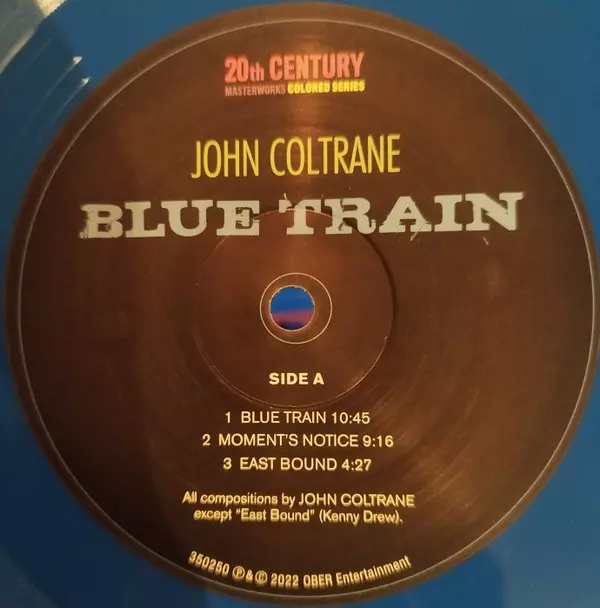 20th CENTURY
MASTERWORKS COLORED SERIES
JOHN COLTRANE
BLUE TRAIN
SIDE A
1 BLUE TRAIN 10:45
2 MOMENT'S NOTICE 9:16
3 EAST BOUND 4:27
All compositions by JOHN COLTRANE
except "East Bound" (Kenny Drew).
350250 ℗ & © 2022 OBER Entertainment